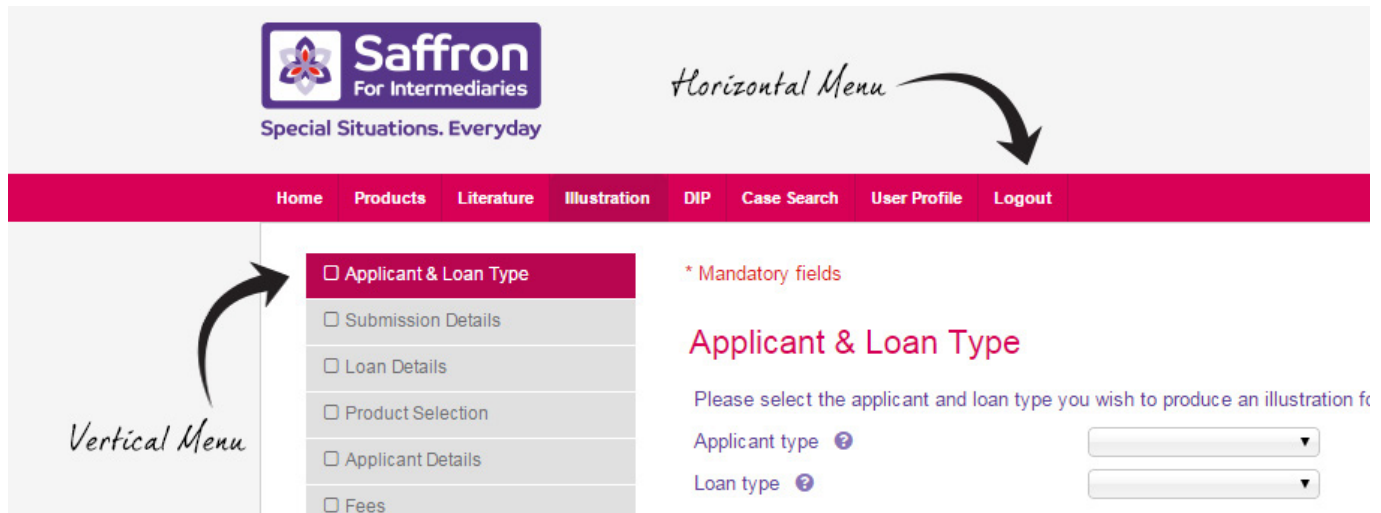 Saffron
For Intermediaries
Special Situations. Everyday
Horizontal Menu
Home Products Literature Illustration DIP Case Search User Profile Logout
Applicant & Loan Type
Submission Details
Loan Details
Product Selection
Applicant Details
Fees
Vertical Menu
* Mandatory fields
Applicant & Loan Type
Please select the applicant and loan type you wish to produce an illustration
Applicant type ?
Loan type ?